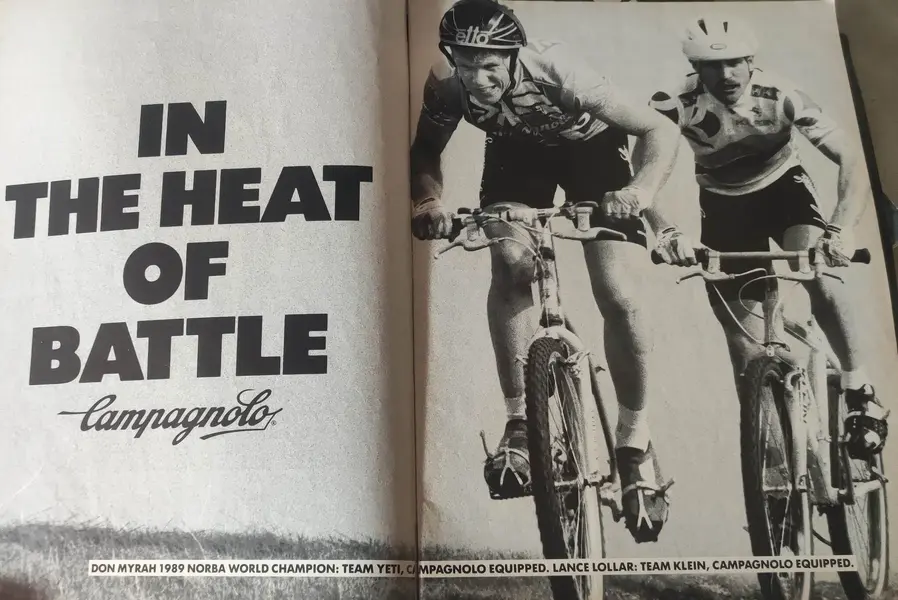 IN
THE HEAT
OF
BATTLE
Campagnolo®
etto
DON MYRAH 1989 NORBA WORLD CHAMPION: TEAM YETI, CAMPAGNOLO EQUIPPED. LANCE LOLLAR: TEAM KLEIN, CAMPAGNOLO EQUIPPED.